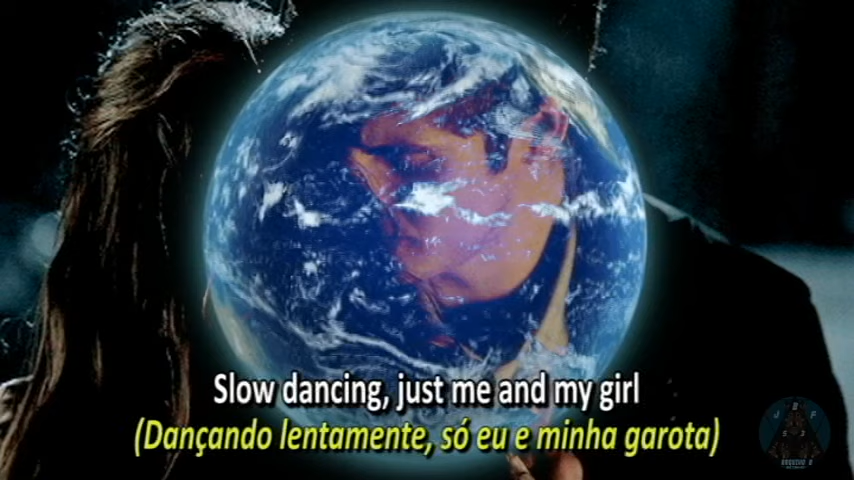 Slow dancing, just me and my girl
(Dançando lentamente, só eu e minha garota)
J B F